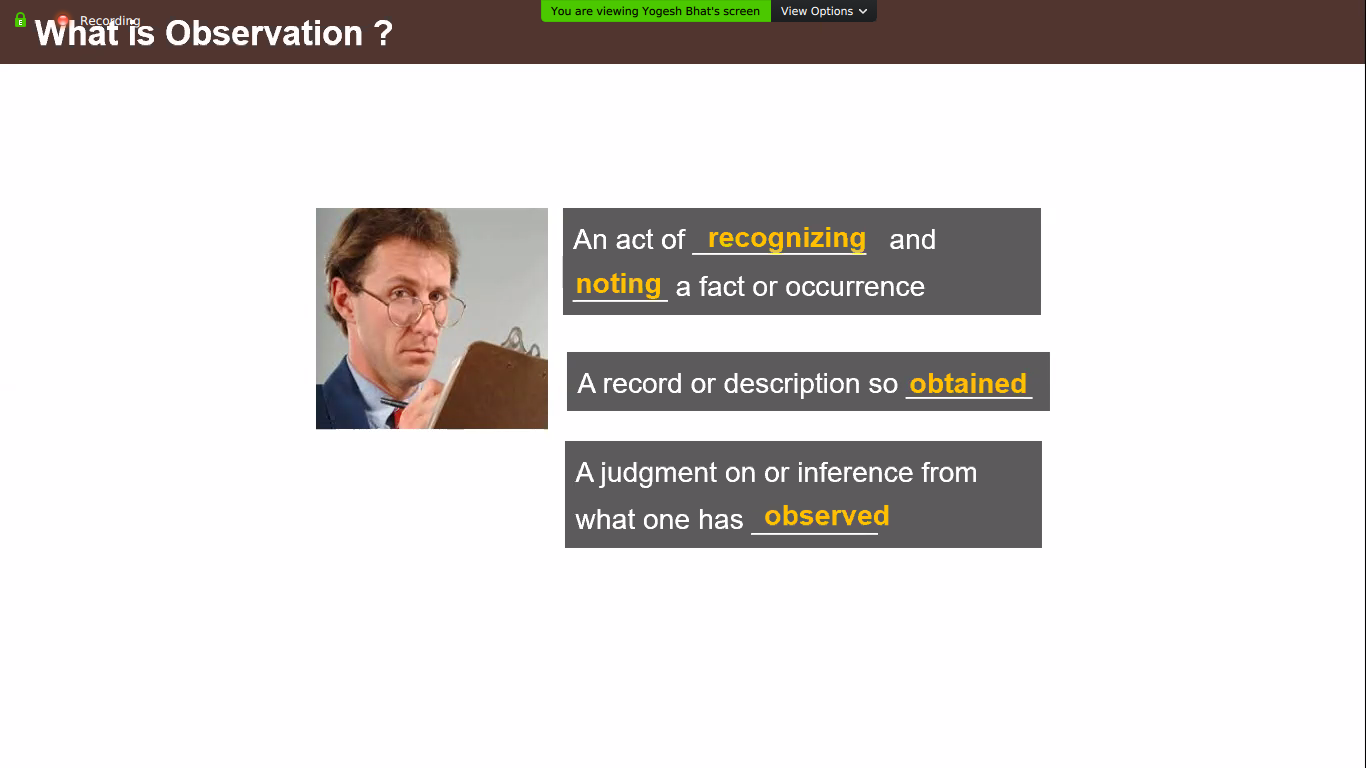 Recording
You are viewing Yogesh Bhat's screen View Options
What is Observation ?
An act of recognizing and
noting a fact or occurrence
A record or description so obtained
A judgment on or inference from
what one has observed